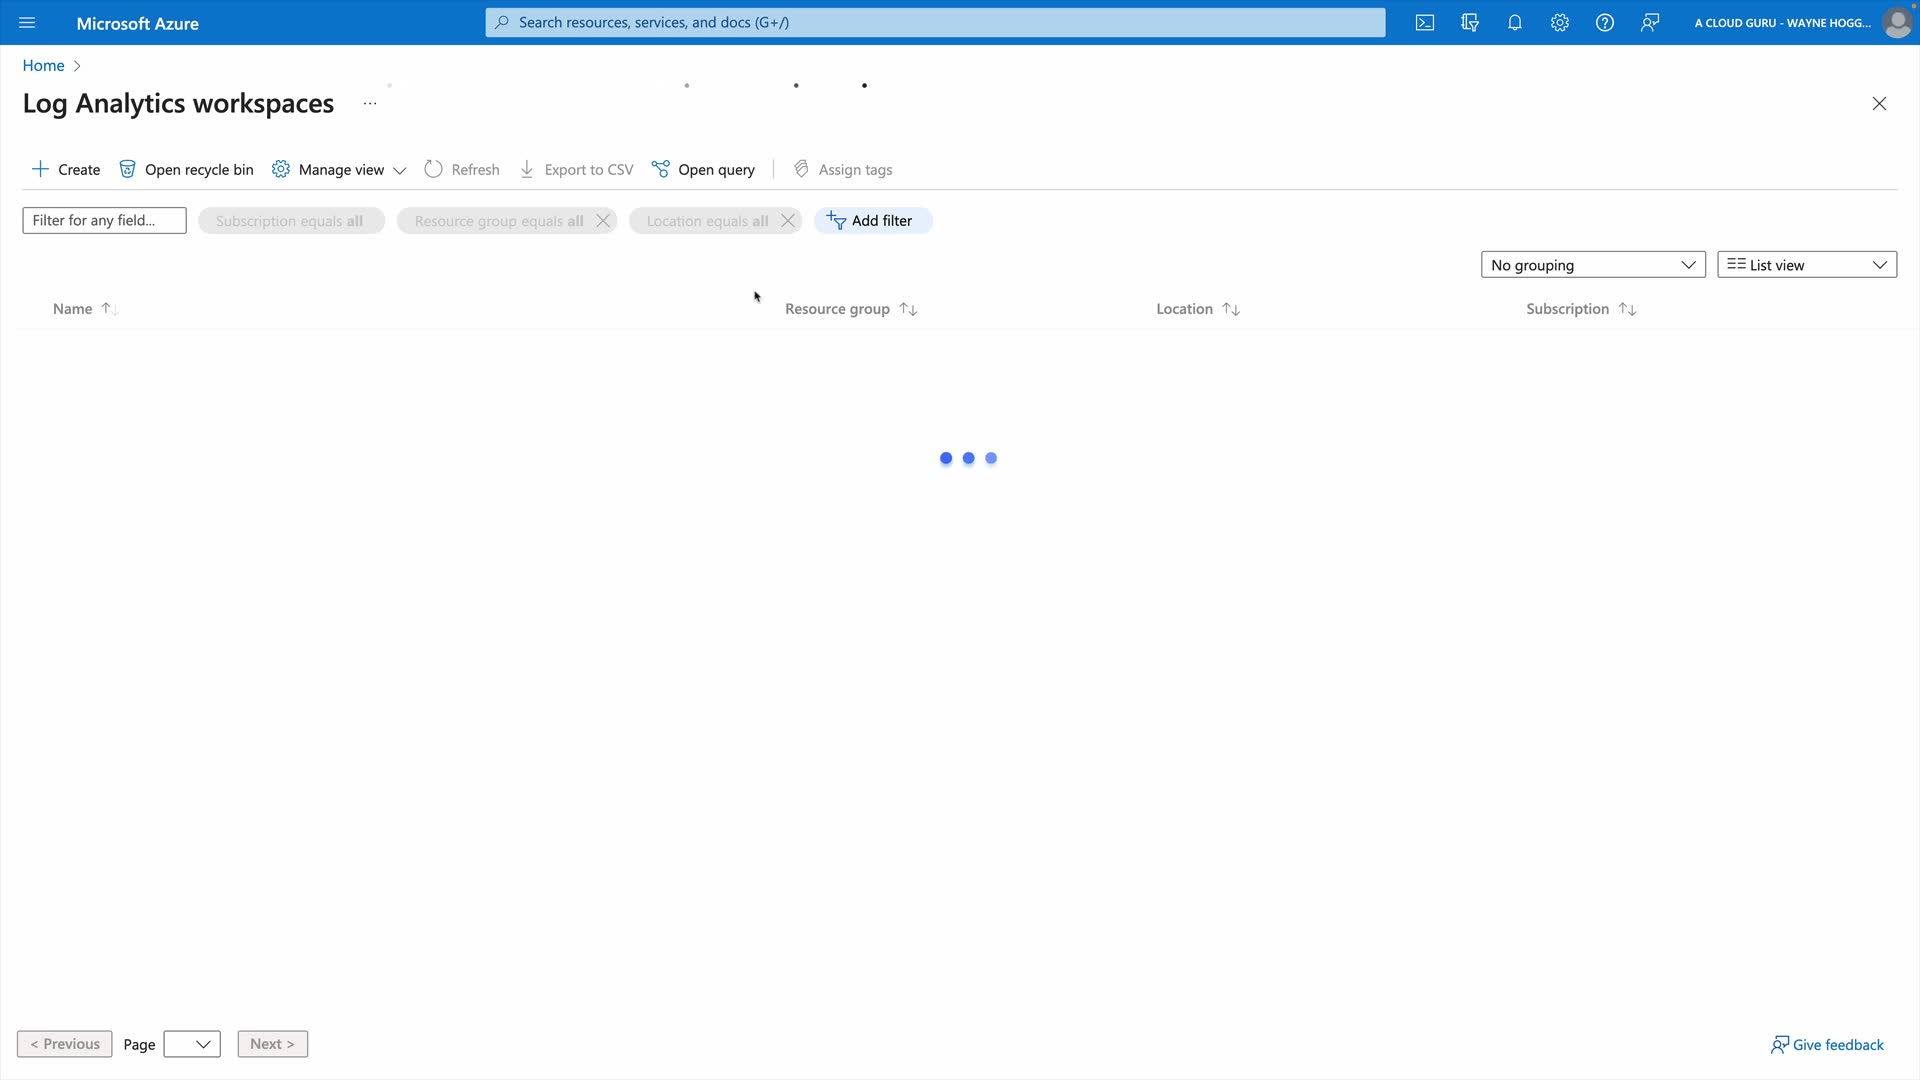 Microsoft Azure
Search resources, services, and docs (G+/)
A CLOUD GURU - WAYNE HOGG...
Home
Log Analytics workspaces
Create
Open recycle bin
Manage view
Refresh
Export to CSV
Open query
Assign tags
Filter for any field...
Subscription equals all
Resource group equals all
Location equals all
Add filter
No grouping
List view
Name
Resource group
Location
Subscription
< Previous
Page
Next >
Give feedback